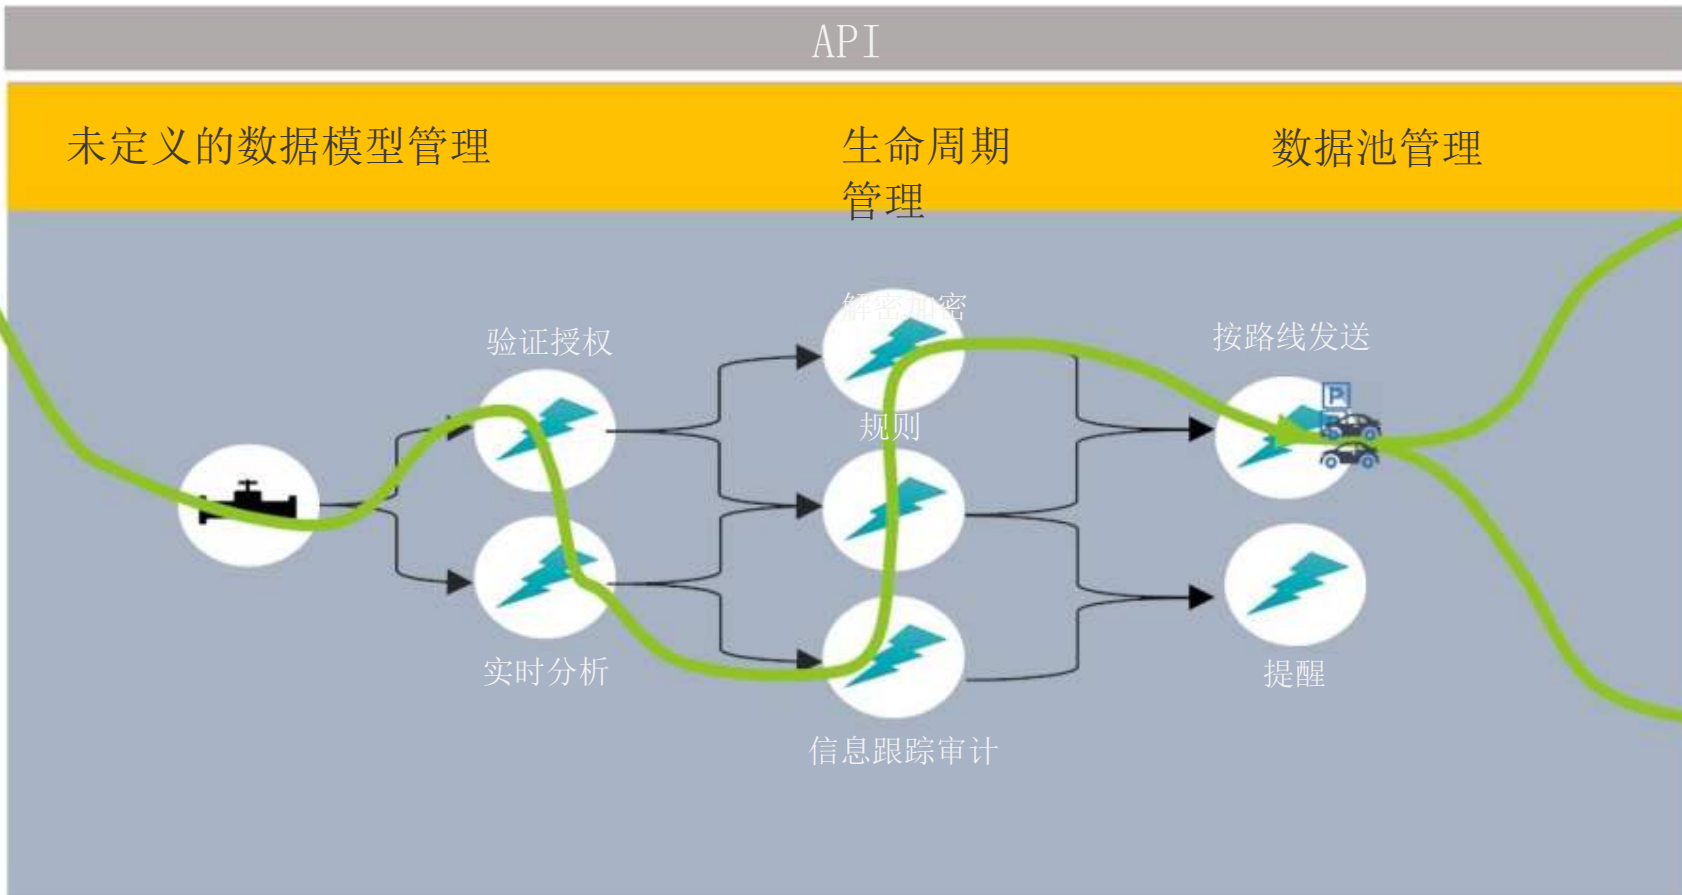 API
未定义的数据模型管理
生命周期
管理
数据池管理
解密加密
验证授权
按路线发送
规则
实时分析
提醒
信息跟踪审计
P